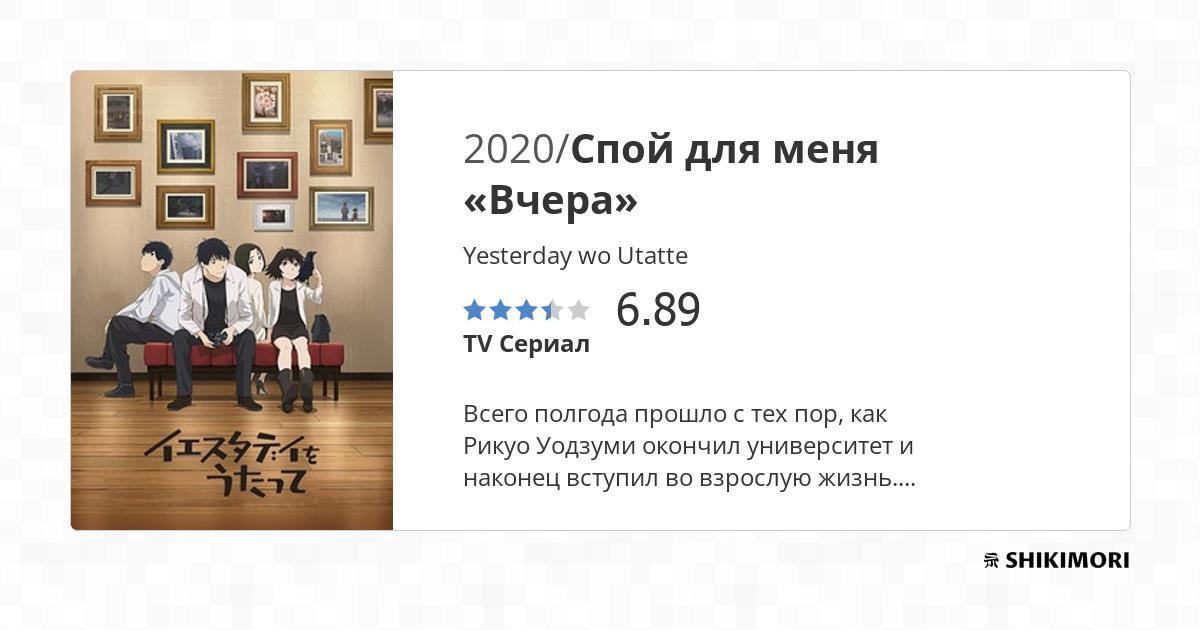 イエスタデイを
うたって
2020/Спой для меня
«Вчера»
Yesterday wo Utatte
6.89
TV Сериал
Всего полгода прошло с тех пор, как
Рикуо Уодзуми окончил университет и
наконец вступил во взрослую жизнь....
SHIKIMORI